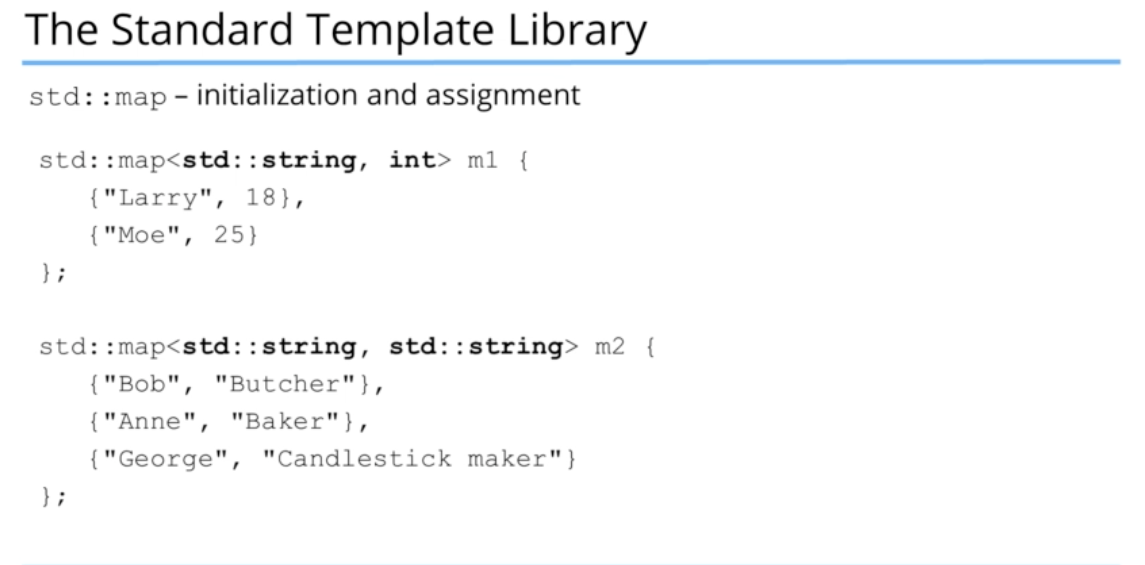 The Standard Template Library
std::map – initialization and assignment
std::map<std::string, int> m1 {
    {"Larry", 18},
    {"Moe", 25}
};
std::map<std::string, std::string> m2 {
    {"Bob", "Butcher"},
    {"Anne", "Baker"},
    {"George", "Candlestick maker"}
};